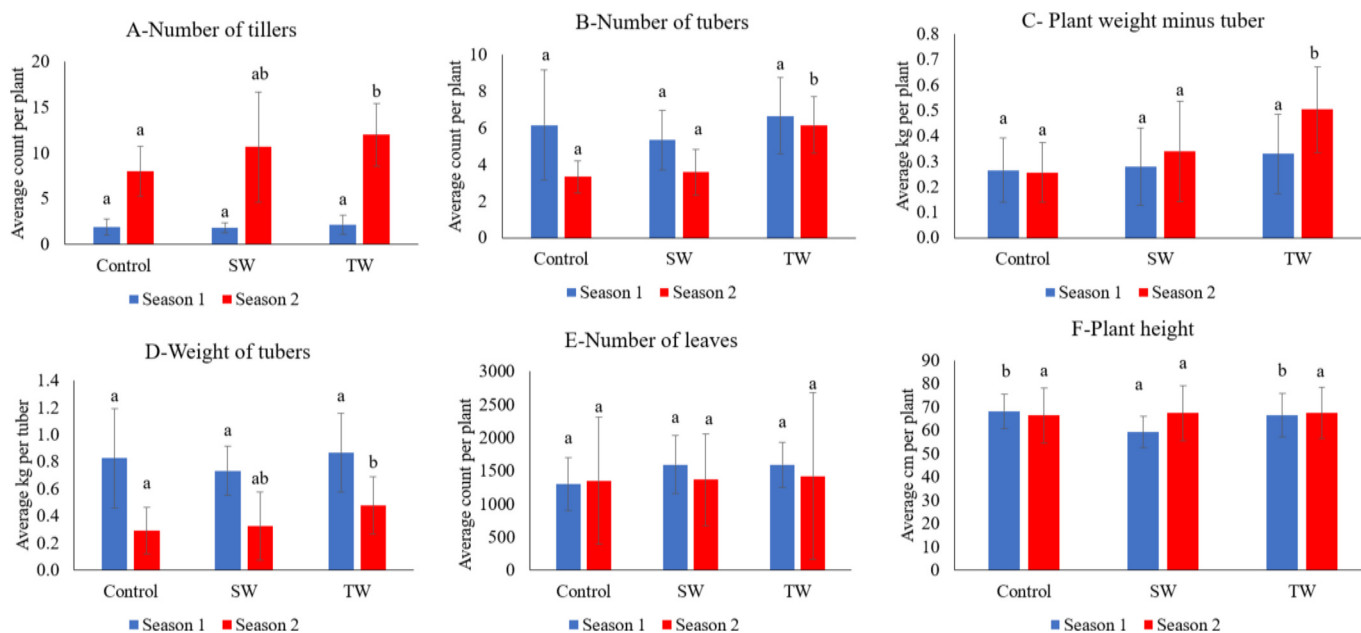 A-Number of tillers
Average count per plant
20
15
10
5
0
a
a
a
ab
a
b
Control
SW
TW
Season 1
Season 2
B-Number of tubers
Average count per plant
10
8
6
4
2
0
a
a
a
a
a
b
Control
SW
TW
Season 1
Season 2
C- Plant weight minus tuber
Average kg per plant
0.8
0.7
0.6
0.5
0.4
0.3
0.2
0.1
0.0
a
a
a
a
a
b
Control
SW
TW
Season 1
Season 2
D-Weight of tubers
Average kg per tuber
1.4
1.2
1.0
0.8
0.6
0.4
0.2
0.0
a
a
a
ab
a
b
Control
SW
TW
Season 1
Season 2
E-Number of leaves
Average count per plant
3000
2500
2000
1500
1000
500
0
a
a
a
a
a
a
Control
SW
TW
Season 1
Season 2
F-Plant height
Average cm per plant
90
80
70
60
50
40
30
20
10
0
b
a
a
a
b
a
Control
SW
TW
Season 1
Season 2